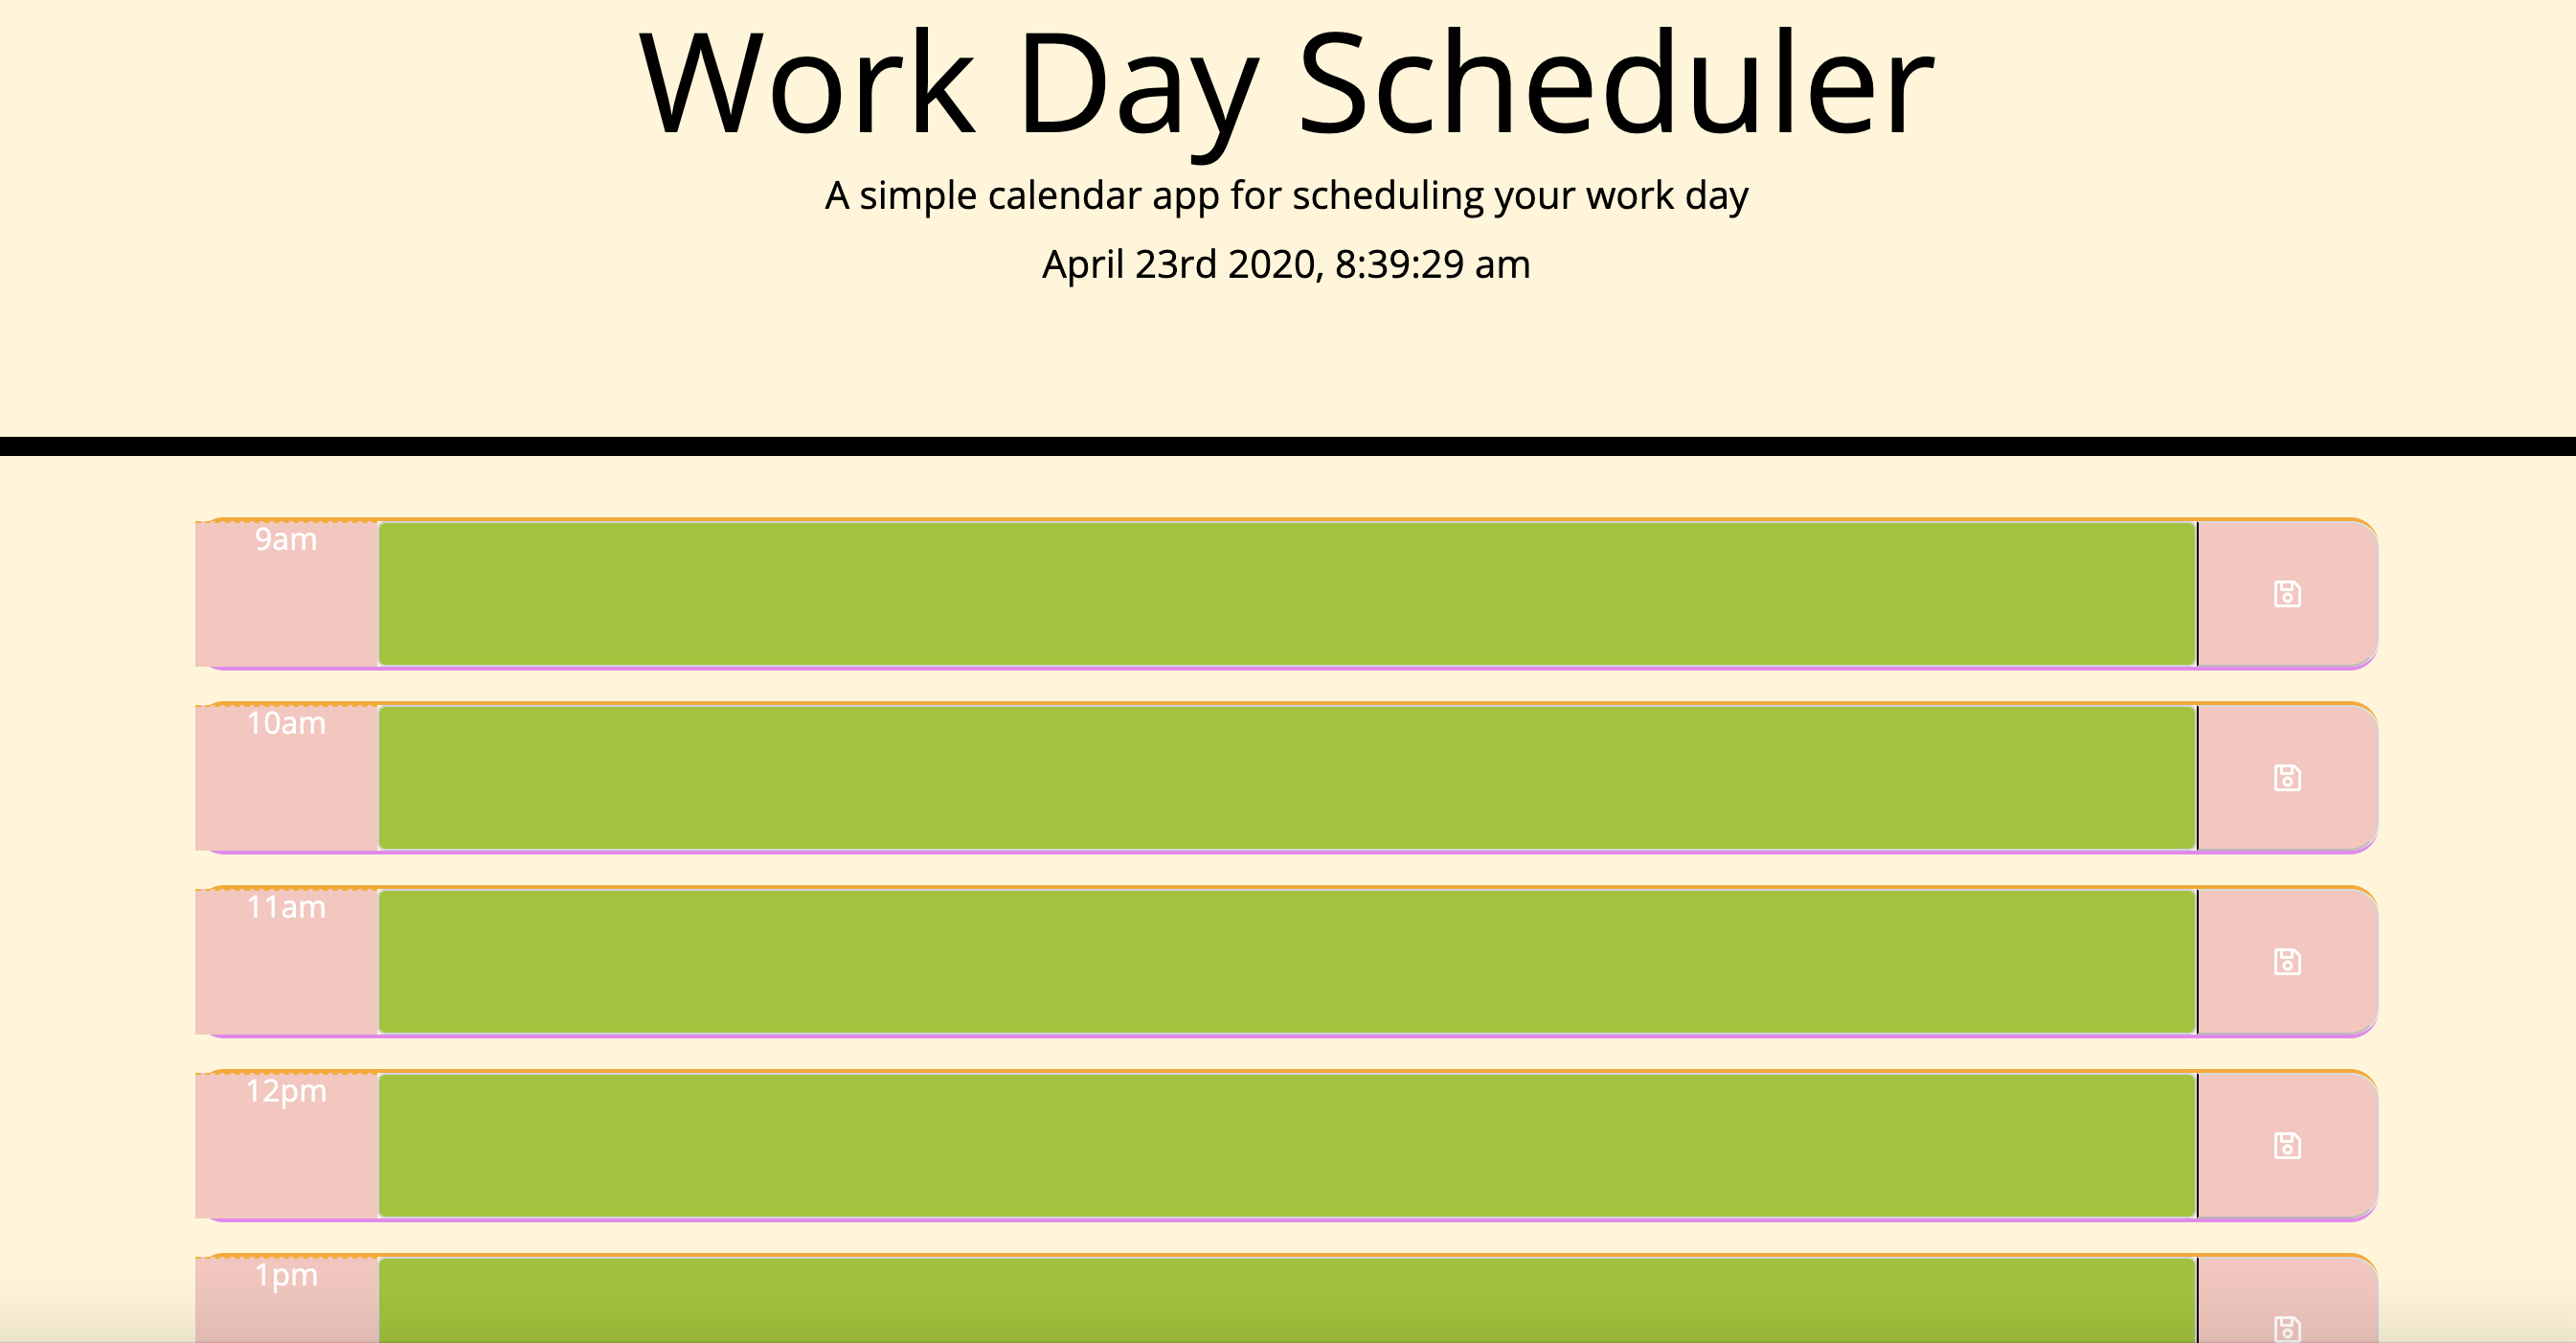 Work Day Scheduler
A simple calendar app for scheduling your work day
April 23rd 2020, 8:39:29 am
9am
10am
11am
12pm
1pm